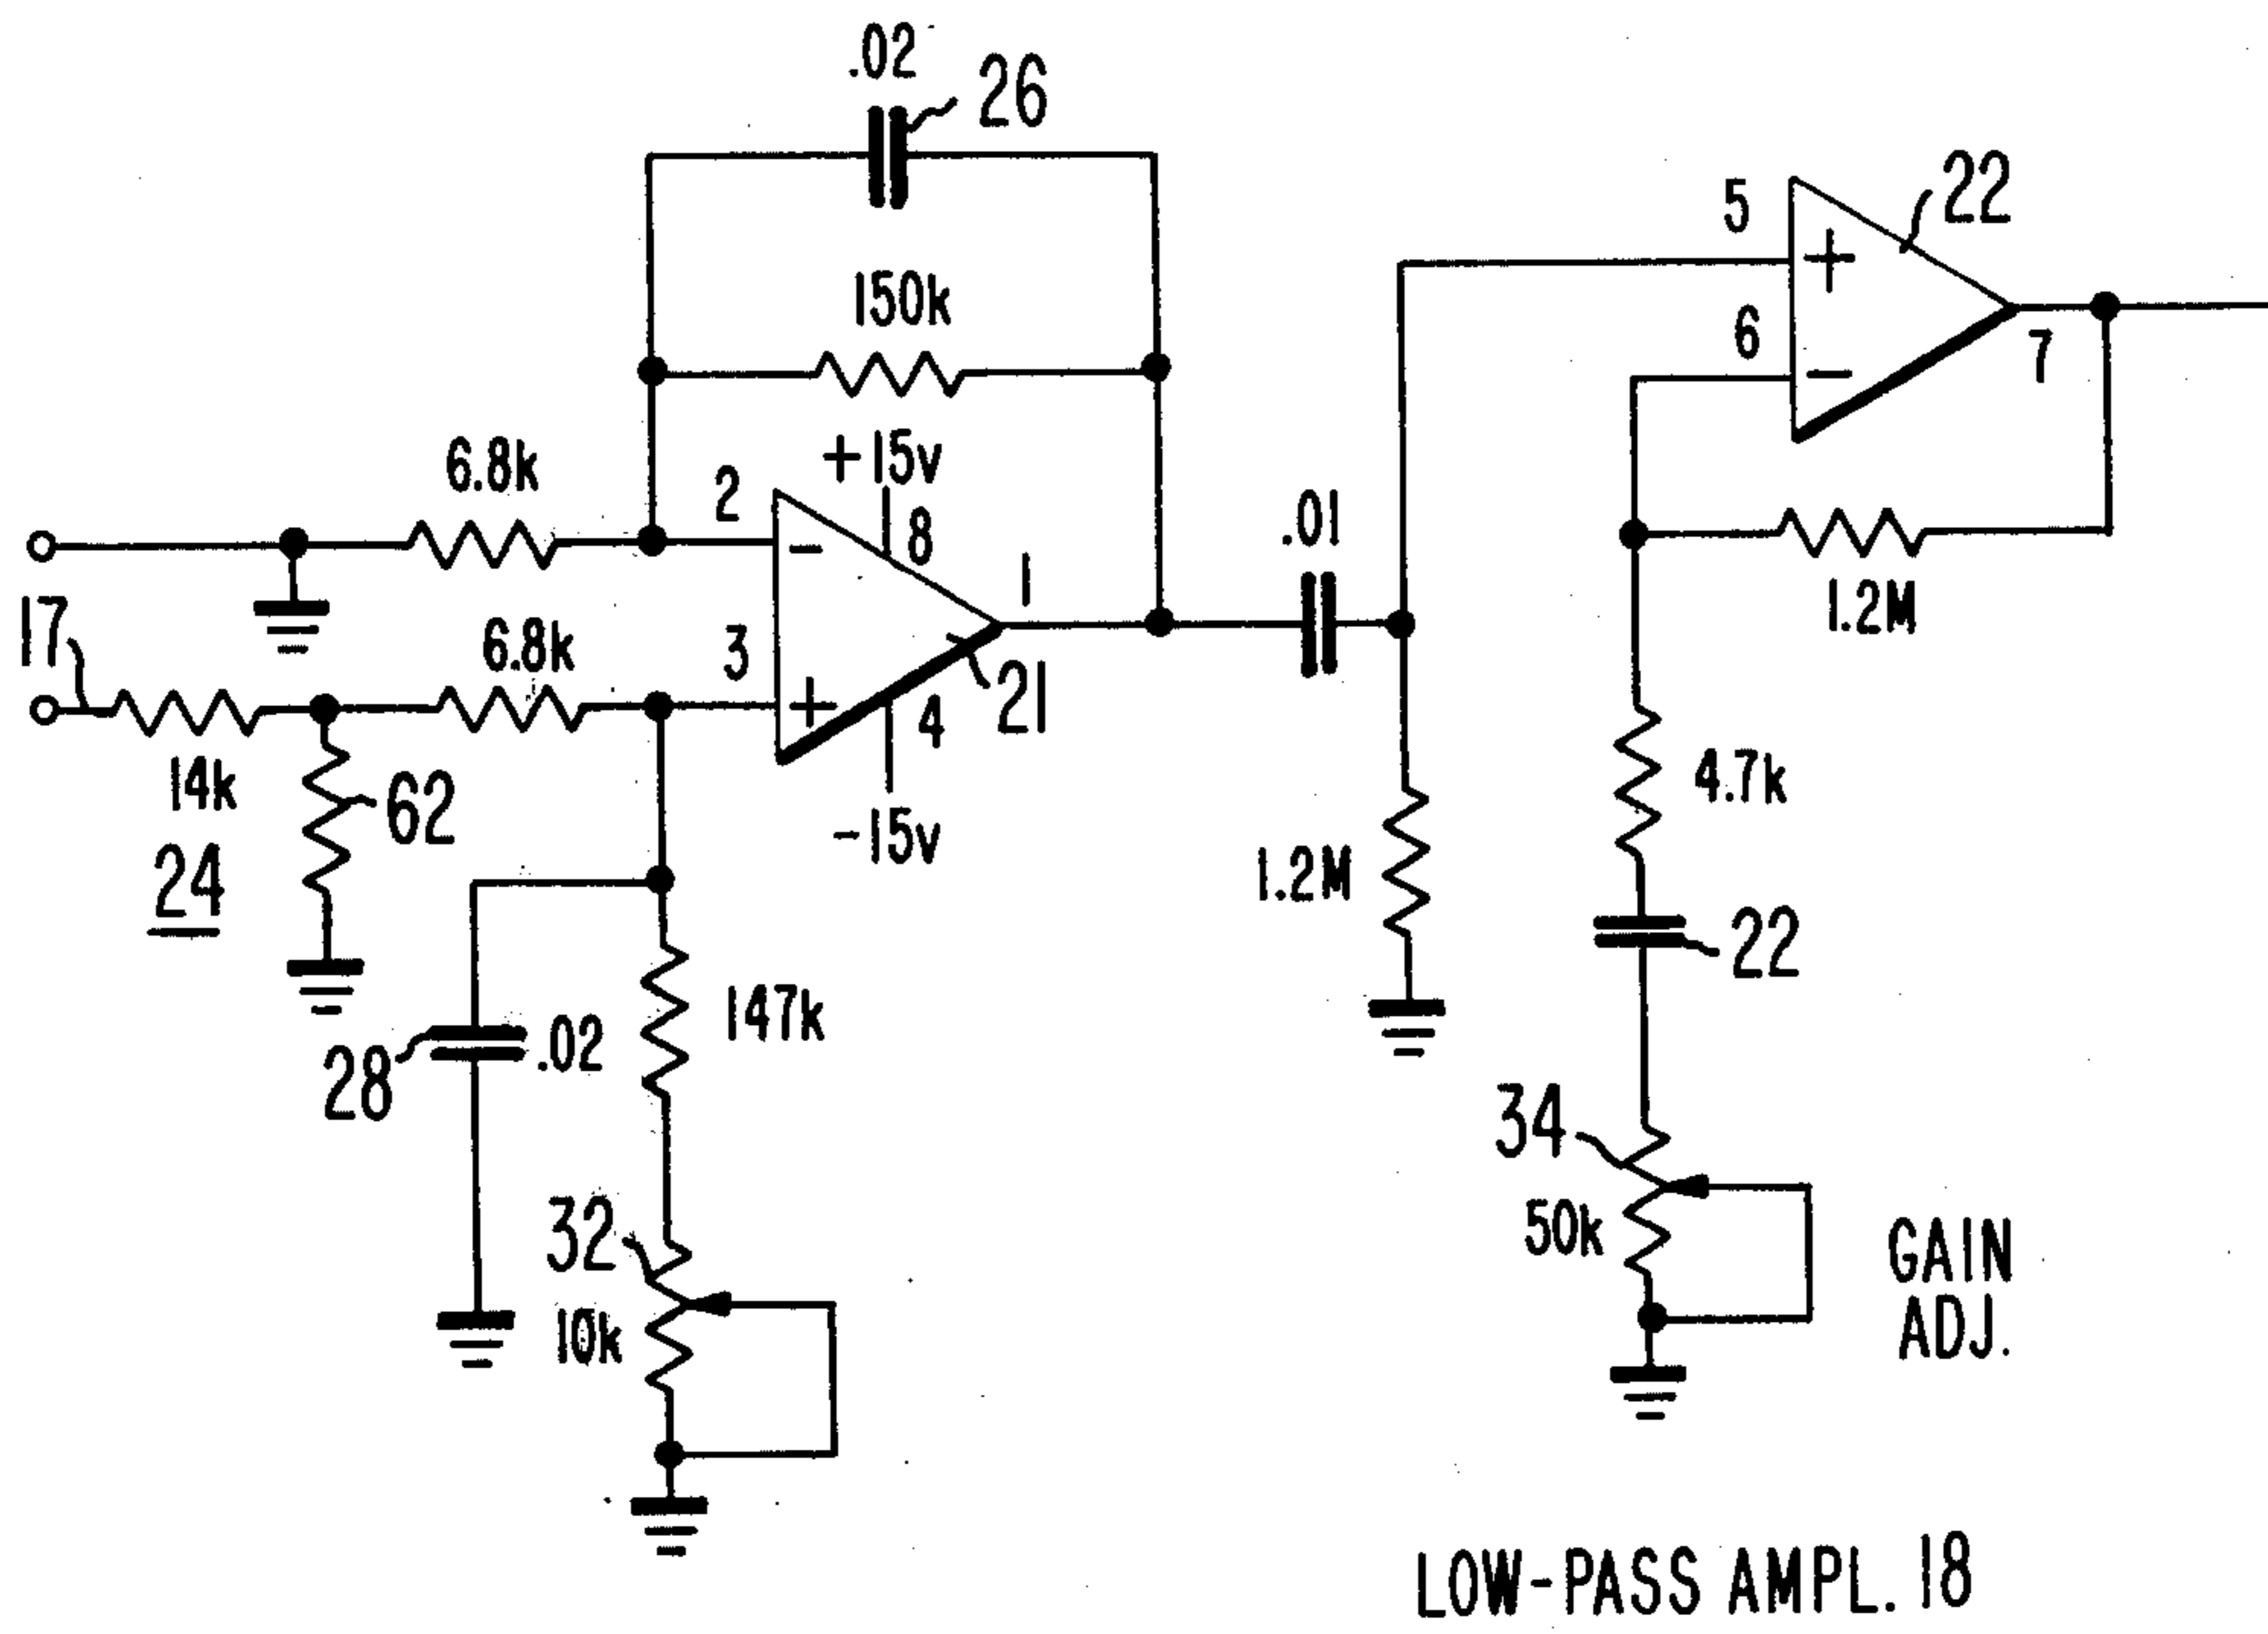 .02
26
5
22
150k
6
7
+15v
6.8k
2
8
.01
1
1.2M
17
6.8k
3
4
21
14k
62
4.7k
-15v
24
1.2M
22
147k
.02
28
34
32
50k
GAIN
ADJ.
10k
LOW-PASS AMPL. 18